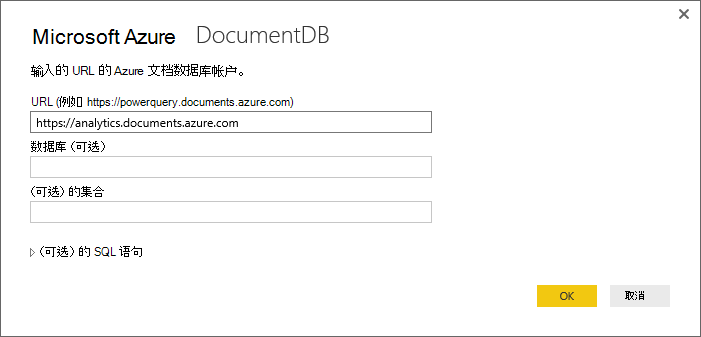 Microsoft Azure DocumentDB
输入的 URL 的 Azure 文档数据库帐户。
URL (例如 https://powerquery.documents.azure.com)
https://analytics.documents.azure.com
数据库 (可选)
(可选) 的集合
(可选) 的 SQL 语句
OK 取消